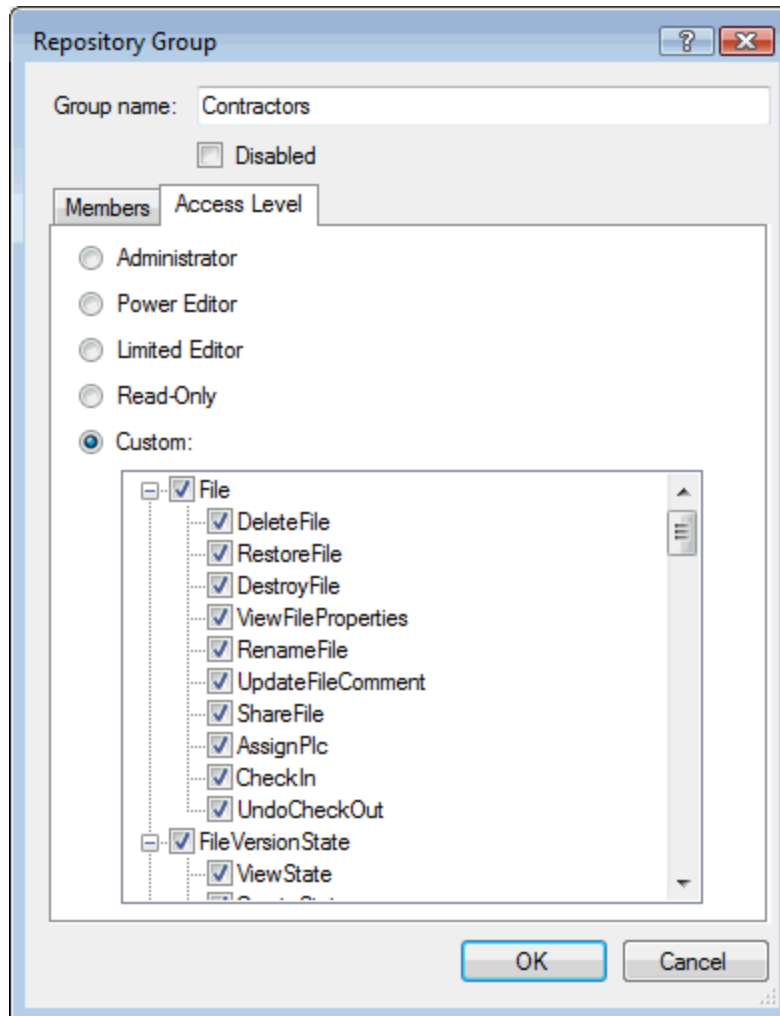 Repository Group
Group name: Contractors
Disabled
Members Access Level
Administrator
Power Editor
Limited Editor
Read-Only
Custom:
File
DeleteFile
RestoreFile
DestroyFile
ViewFileProperties
RenameFile
UpdateFileComment
ShareFile
AssignPlc
CheckIn
UndoCheckOut
FileVersionState
ViewState
OK Cancel